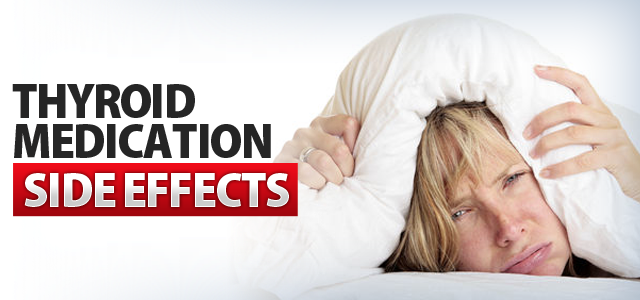 THYROID
MEDICATION
SIDE EFFECTS